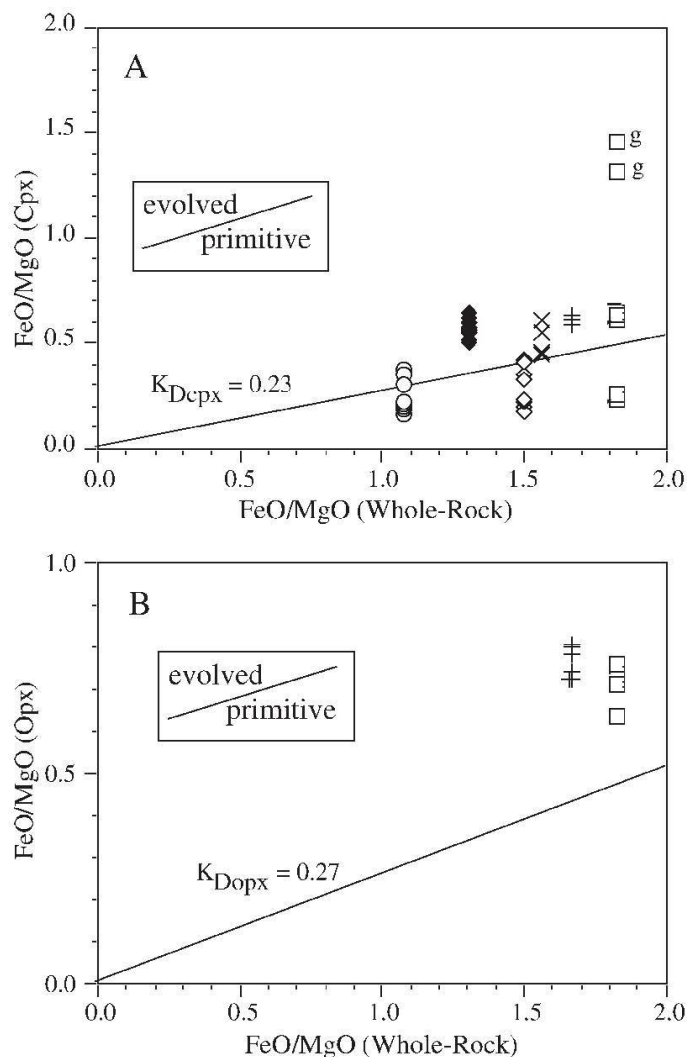 2.0
A
1.5
g
g
evolved
primitive
1.0
FeO/MgO (Cpx)
0.5
K_Dcpx = 0.23
0.0
0.0 0.5 1.0 1.5 2.0
FeO/MgO (Whole-Rock)
1.0
B
evolved
primitive
FeO/MgO (Opx)
0.5
K_Dopx = 0.27
0.0
0.0 0.5 1.0 1.5 2.0
FeO/MgO (Whole-Rock)